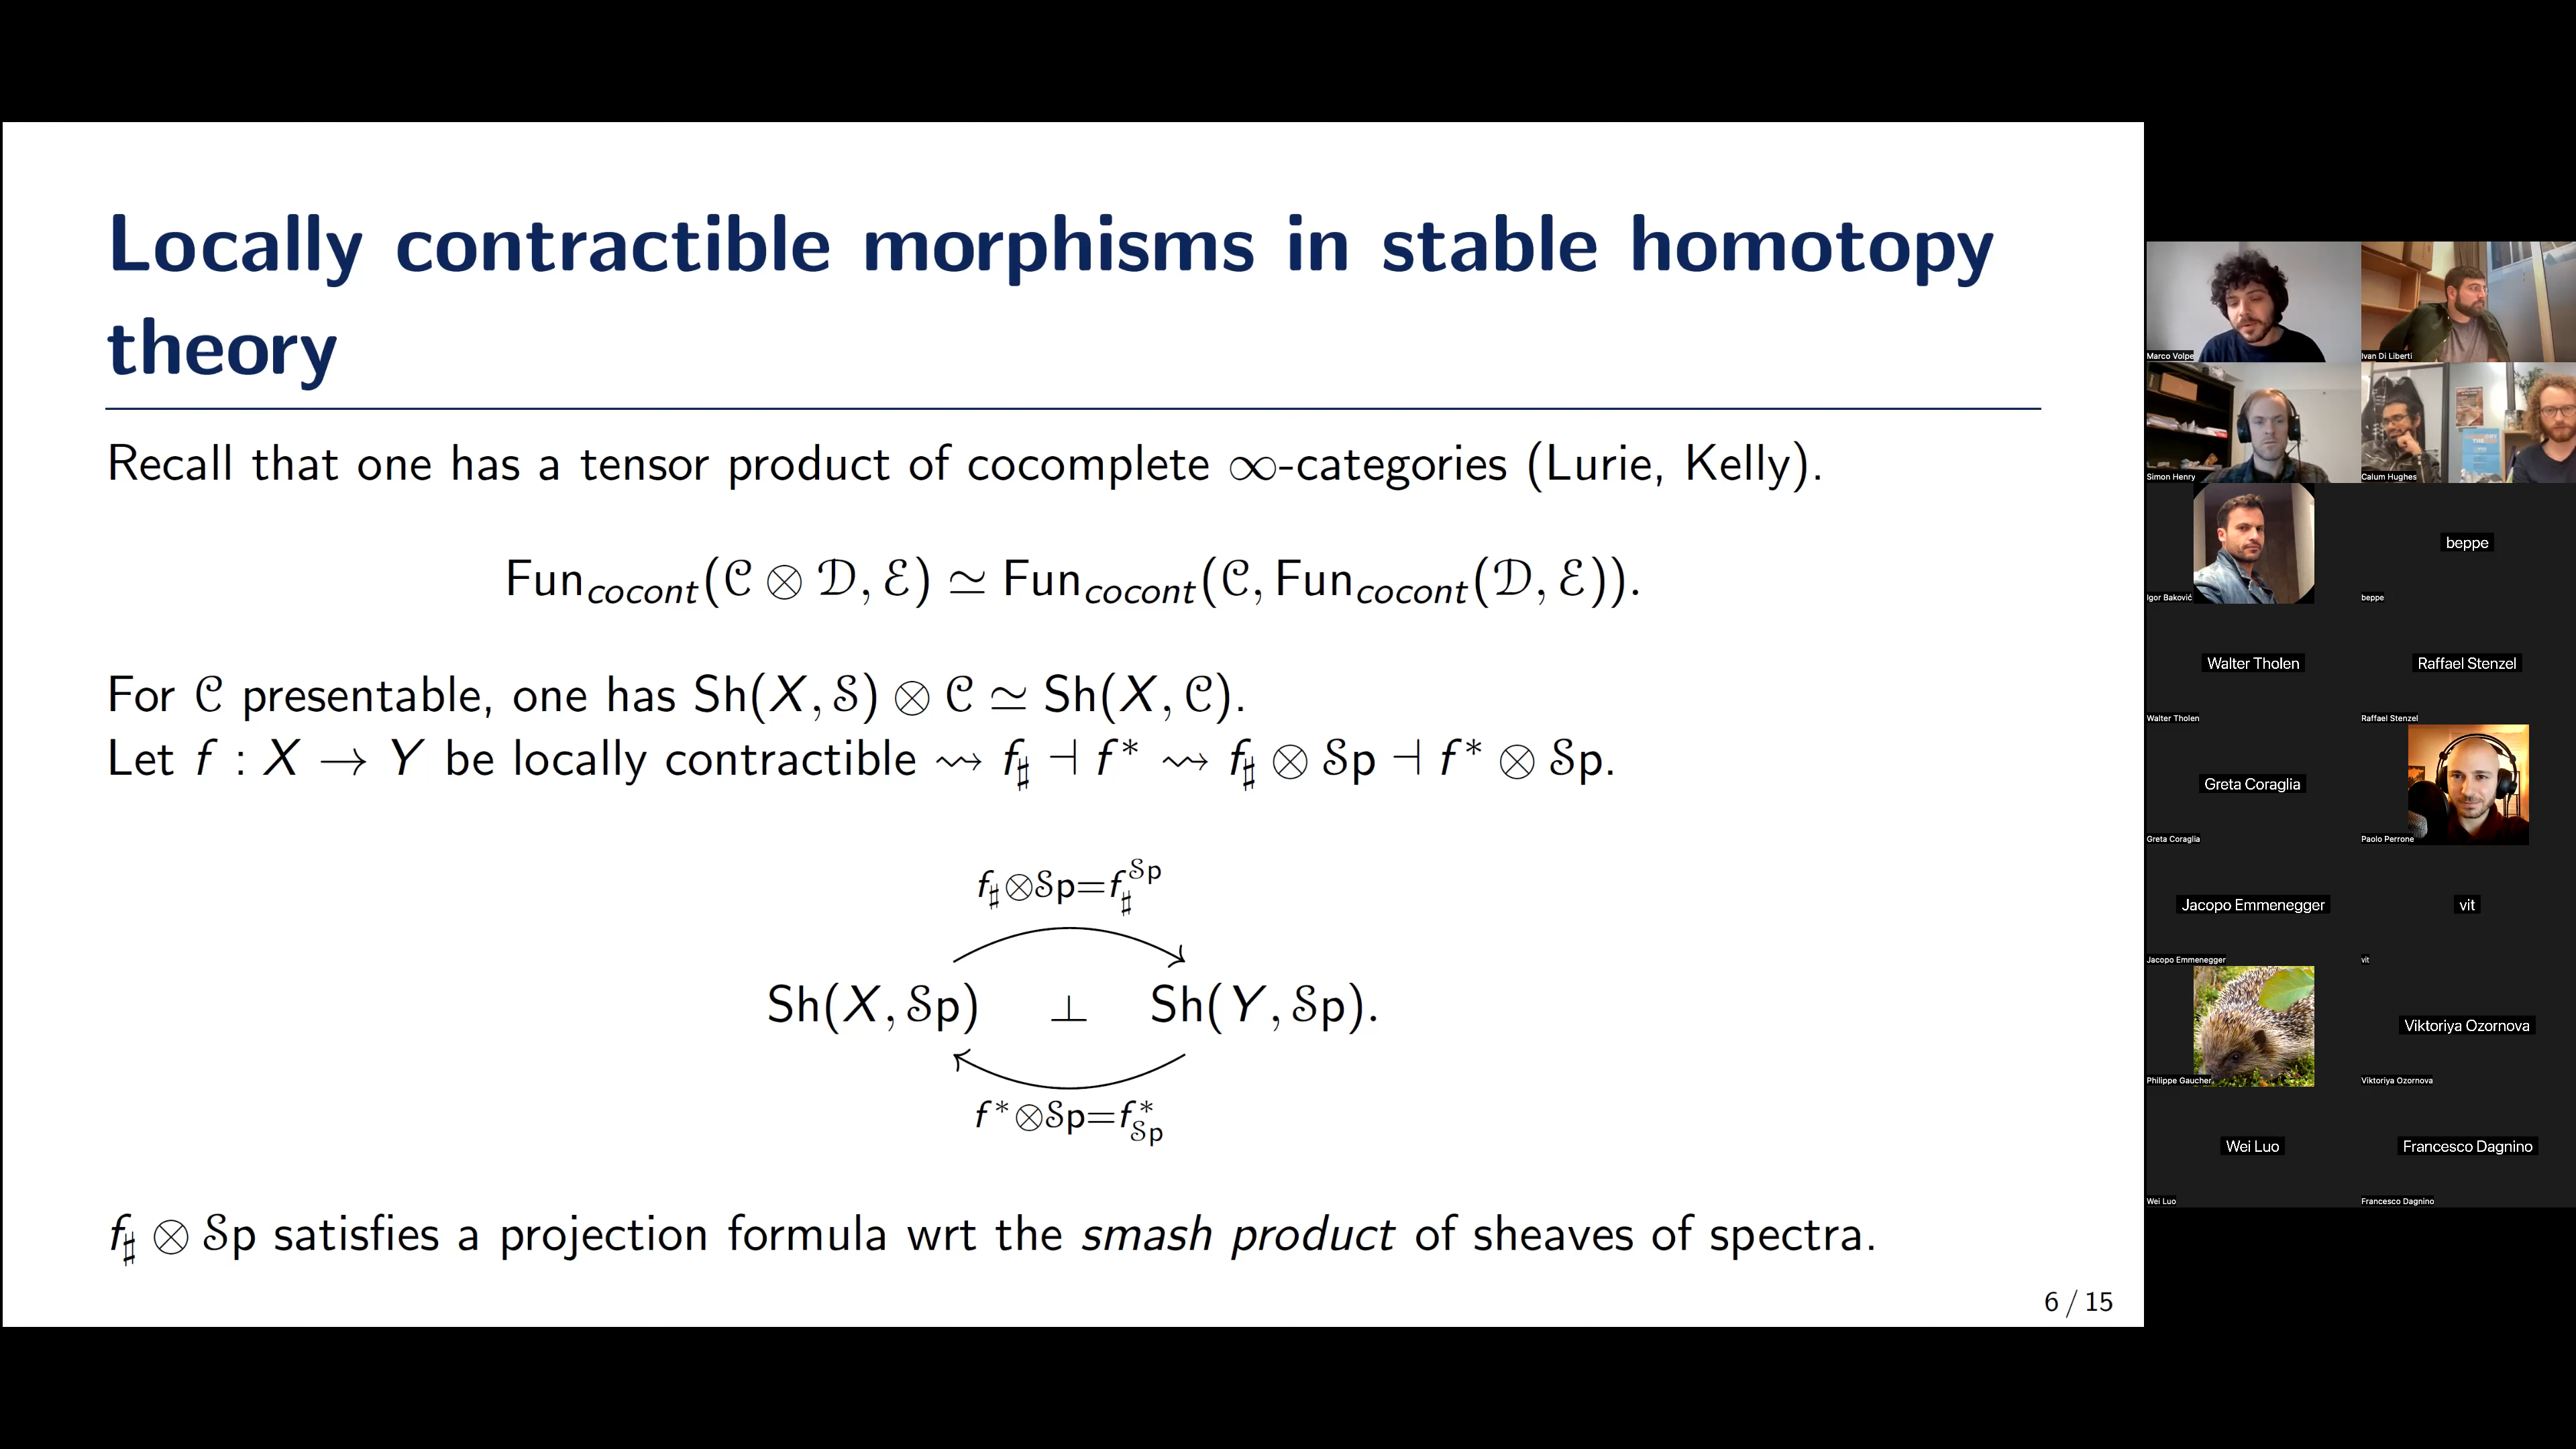 Locally contractible morphisms in stable homotopy
theory
Recall that one has a tensor product of cocomplete ∞-categories (Lurie, Kelly).
Fun_cocont(𝒞 ⊗ 𝒟, ℰ) ≃ Fun_cocont(𝒞, Fun_cocont(𝒟, ℰ)).
For 𝒞 presentable, one has Sh(X, 𝒮) ⊗ 𝒞 ≃ Sh(X, 𝒞).
Let f : X → Y be locally contractible ⇝ f_♯ ⊣ f* ⇝ f_♯ ⊗ 𝒮p ⊣ f* ⊗ 𝒮p.
f_♯⊗𝒮p=f_♯^𝒮p
Sh(X, 𝒮p) ⊥ Sh(Y, 𝒮p).
f*⊗𝒮p=f*_𝒮p
f_♯ ⊗ 𝒮p satisfies a projection formula wrt the smash product of sheaves of spectra.
6 / 15
Marco Volpe
Ivan Di Liberti
Simon Henry
Calum Hughes
Igor Baković
beppe
beppe
Walter Tholen
Walter Tholen
Raffael Stenzel
Raffael Stenzel
Greta Coraglia
Greta Coraglia
Paolo Perrone
Jacopo Emmenegger
Jacopo Emmenegger
vit
vit
Philippe Gaucher
Viktoriya Ozornova
Viktoriya Ozornova
Wei Luo
Wei Luo
Francesco Dagnino
Francesco Dagnino